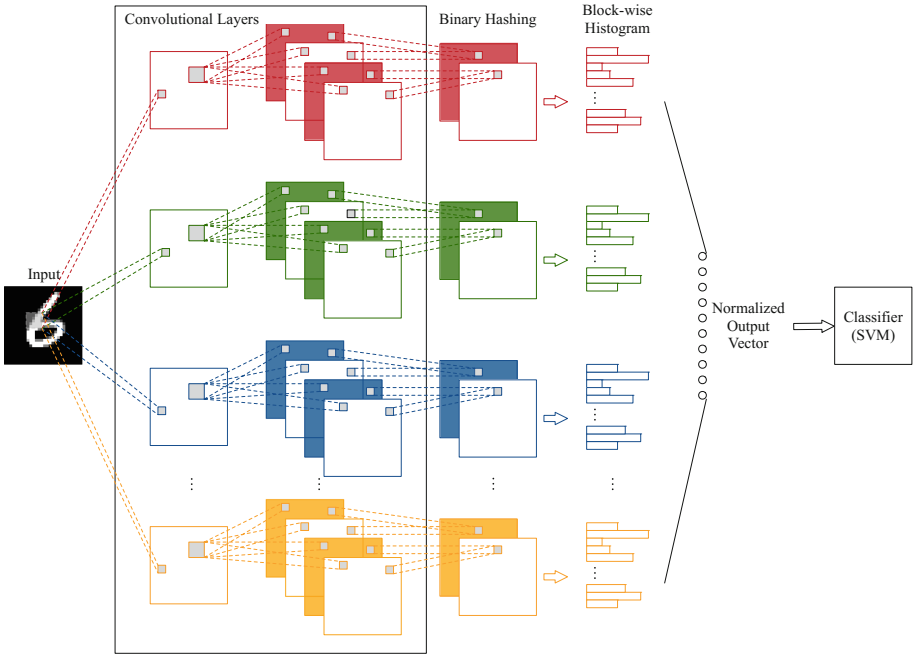 Convolutional Layers
Binary Hashing
Block-wise
Histogram
Input
Normalized
Output
Vector
Classifier
(SVM)